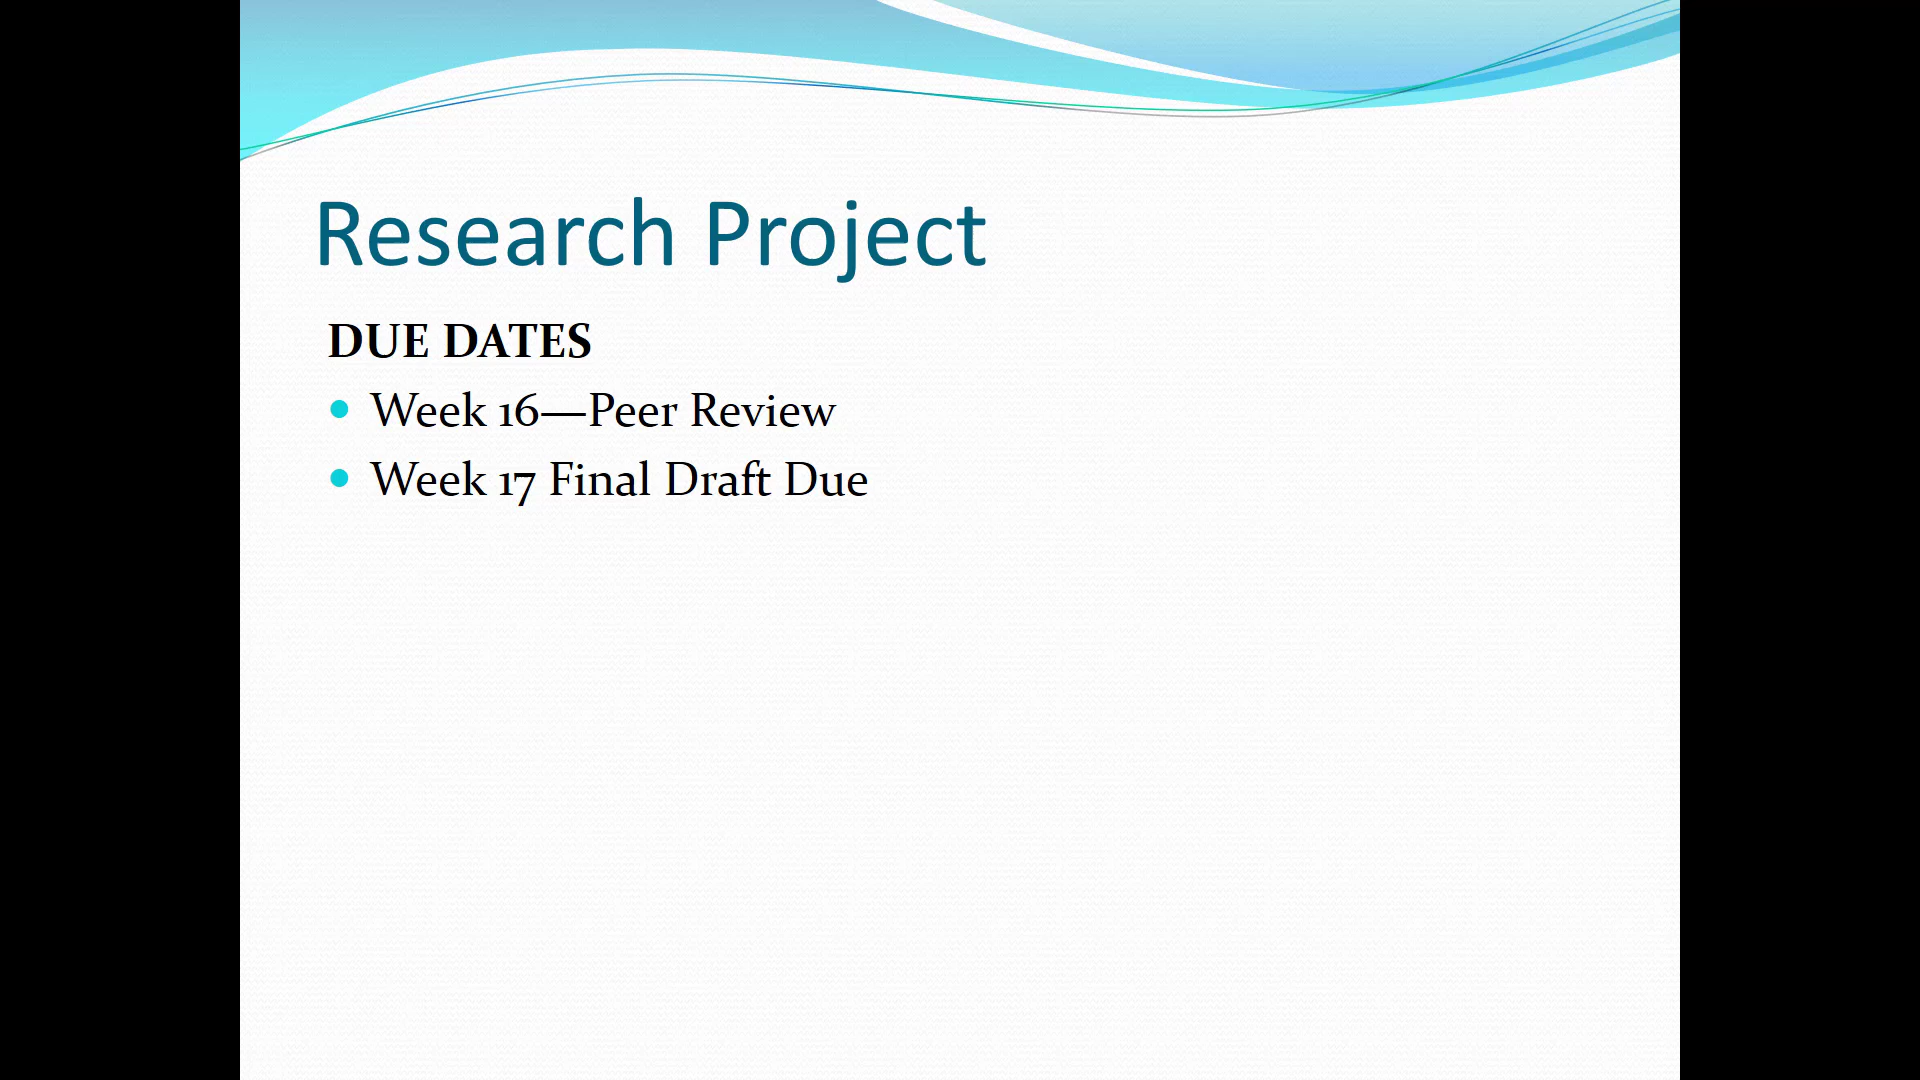 Research Project
DUE DATES
Week 16—Peer Review
Week 17 Final Draft Due